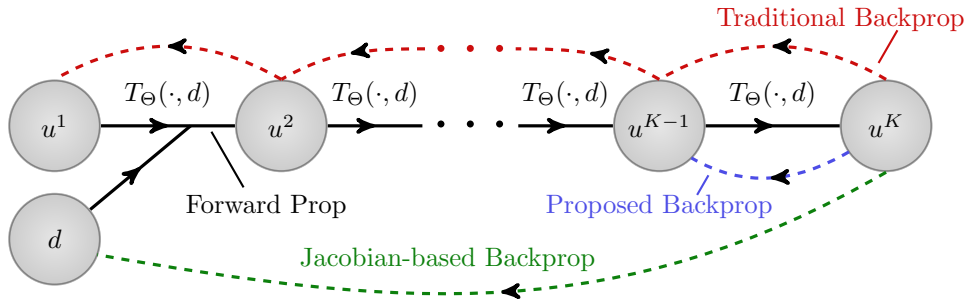 Traditional Backprop
T_Θ(·, d) T_Θ(·, d) T_Θ(·, d) T_Θ(·, d)
u^1 u^2 · · · u^{K−1} u^K
Forward Prop Proposed Backprop
d
Jacobian-based Backprop